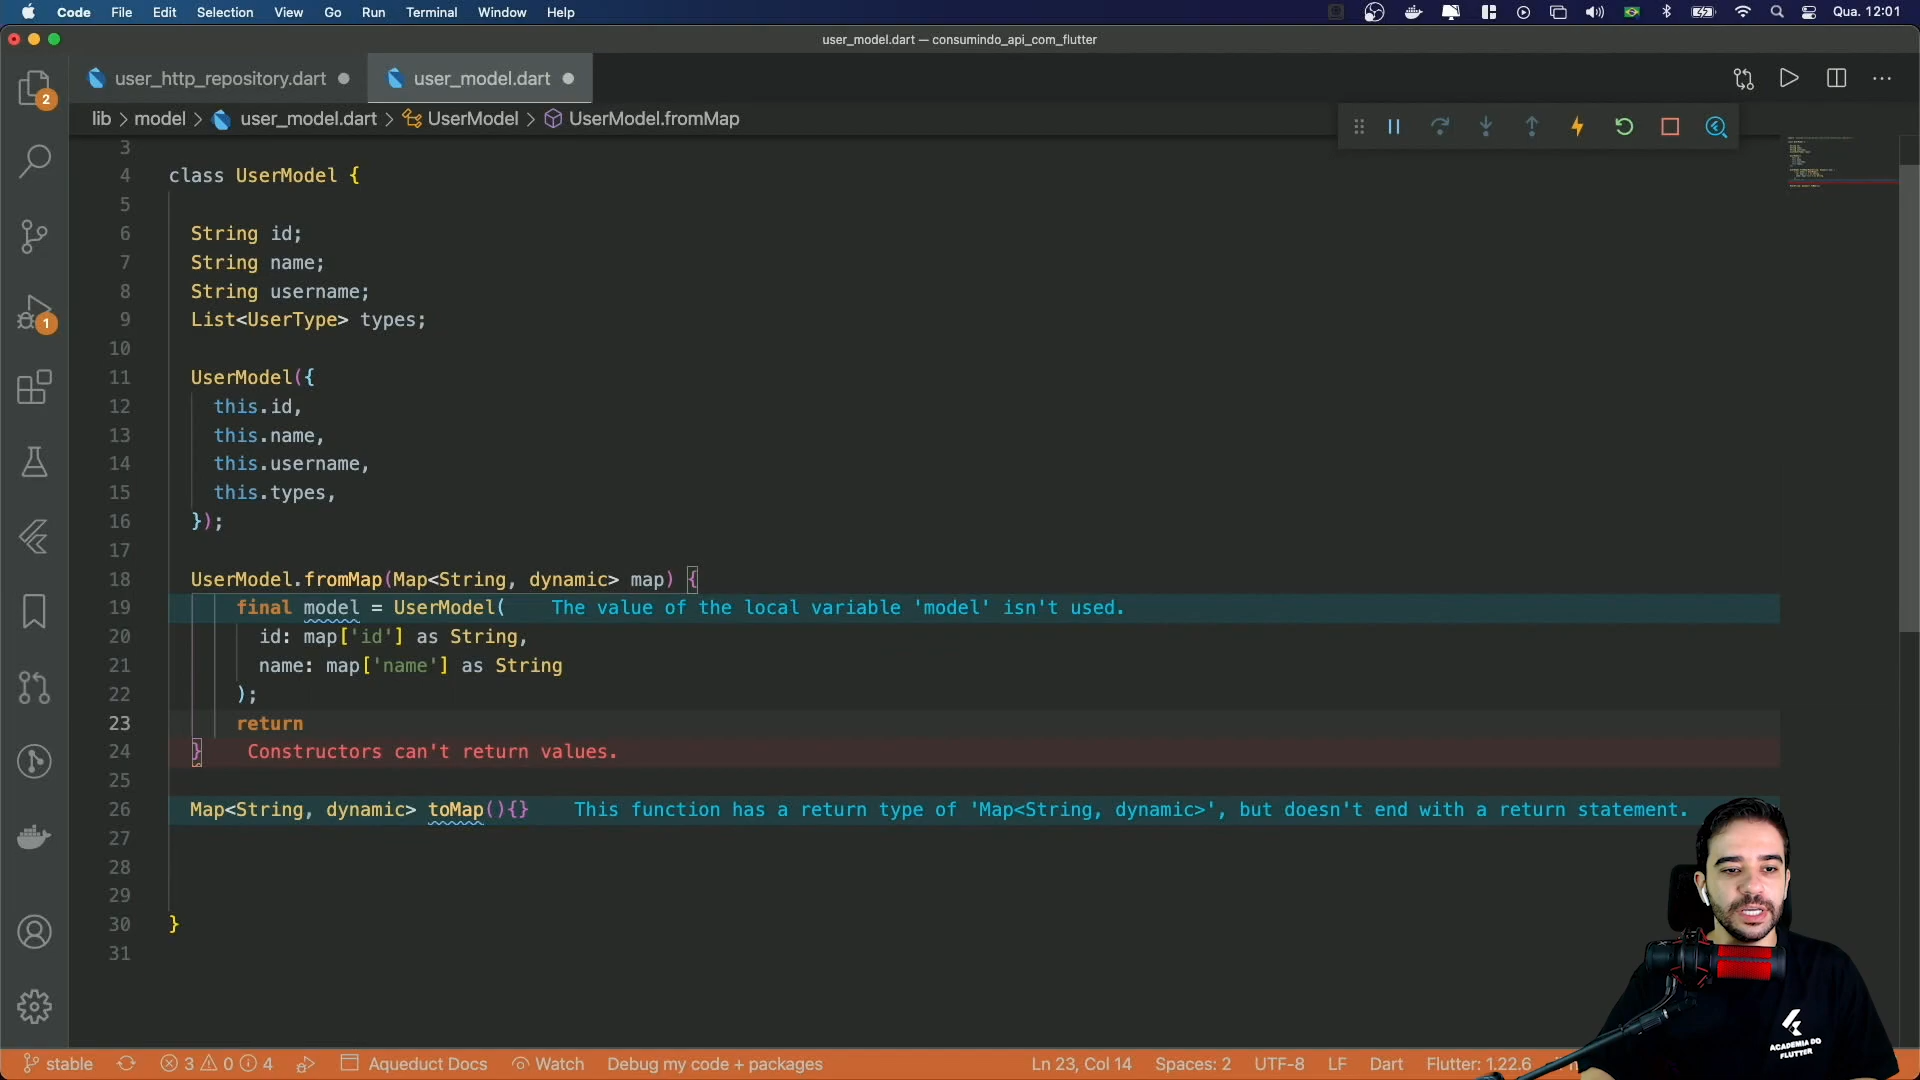 Code File Edit Selection View Go Run Terminal Window Help Qua. 12:01
user_model.dart — consumindo_api_com_flutter
user_http_repository.dart user_model.dart
lib > model > user_model.dart > UserModel > UserModel.fromMap
2
1
3
4 class UserModel {
5
6 String id;
7 String name;
8 String username;
9 List<UserType> types;
10
11 UserModel({
12 this.id,
13 this.name,
14 this.username,
15 this.types,
16 });
17
18 UserModel.fromMap(Map<String, dynamic> map) {
19 final model = UserModel( The value of the local variable 'model' isn't used.
20 id: map['id'] as String,
21 name: map['name'] as String
22 );
23 return
24 } Constructors can't return values.
25
26 Map<String, dynamic> toMap(){} This function has a return type of 'Map<String, dynamic>', but doesn't end with a return statement.
27
28
29
30 }
31
ACADEMIA DO
FLUTTER
stable 3 0 4 Aqueduct Docs Watch Debug my code + packages Ln 23, Col 14 Spaces: 2 UTF-8 LF Dart Flutter: 1.22.6